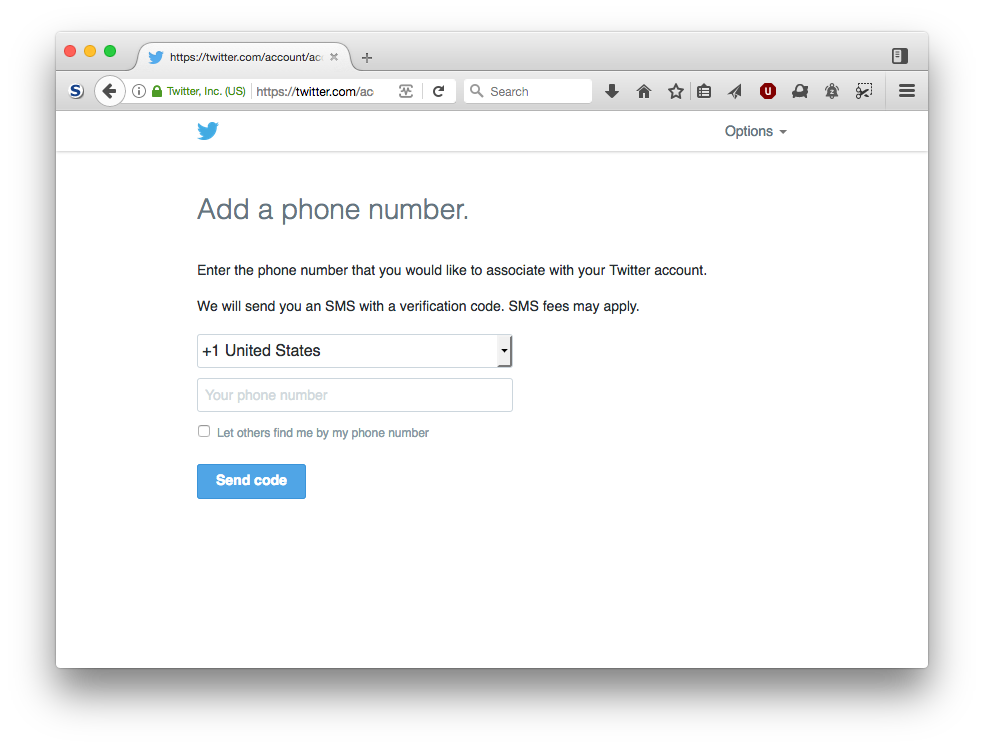 https://twitter.com/account/acc
S
Twitter, Inc. (US)
https://twitter.com/ac
Search
Options
Add a phone number.
Enter the phone number that you would like to associate with your Twitter account.
We will send you an SMS with a verification code. SMS fees may apply.
+1 United States
Your phone number
Let others find me by my phone number
Send code